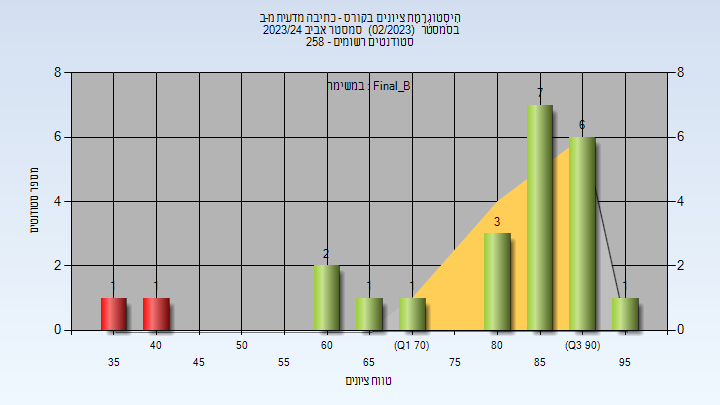 היסטוגרמת ציונים בקורס - כתיבה מדעית מ-ב
בסמסטר (02/2023) סמסטר אביב 2023/24
סטודנטים רשומים - 258
במשימה : Final_B
מספר סטודנטים
8 8
6 6
4 4
2 2
0 0
1 1 2 1 1 3 7 6 1
40 50 60 (Q1 70) 80 (Q3 90)
35 45 55 65 75 85 95
טווח ציונים